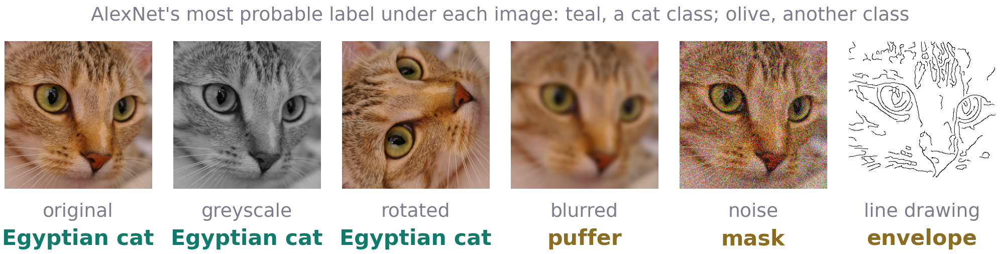 AlexNet's most probable label under each image: teal, a cat class; olive, another class
original greyscale rotated blurred noise line drawing
Egyptian cat Egyptian cat Egyptian cat puffer mask envelope